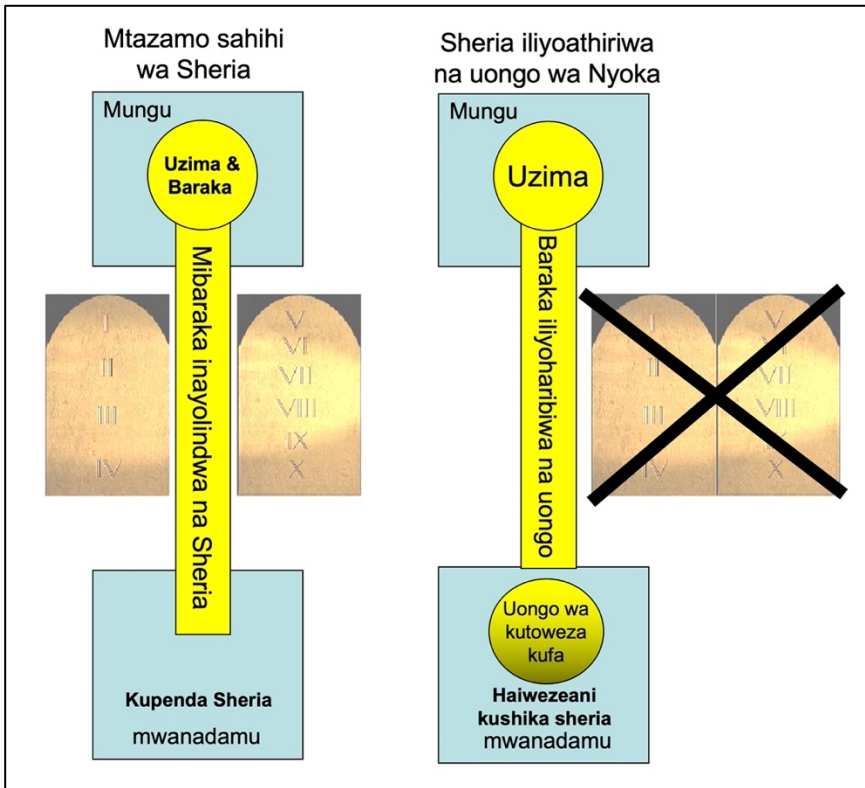 Mtazamo sahihi
wa Sheria
Mungu
Uzima &
Baraka
Mibaraka inayolindwa na Sheria
I
II
III
IV
V
VI
VII
VIII
IX
X
Kupenda Sheria
mwanadamu
Sheria iliyoathiriwa
na uongo wa Nyoka
Mungu
Uzima
Baraka iliyoharibiwa na uongo
I
II
III
IV
V
VI
VII
VIII
X
Uongo wa
kutoweza
kufa
Haiwezeani
kushika sheria
mwanadamu